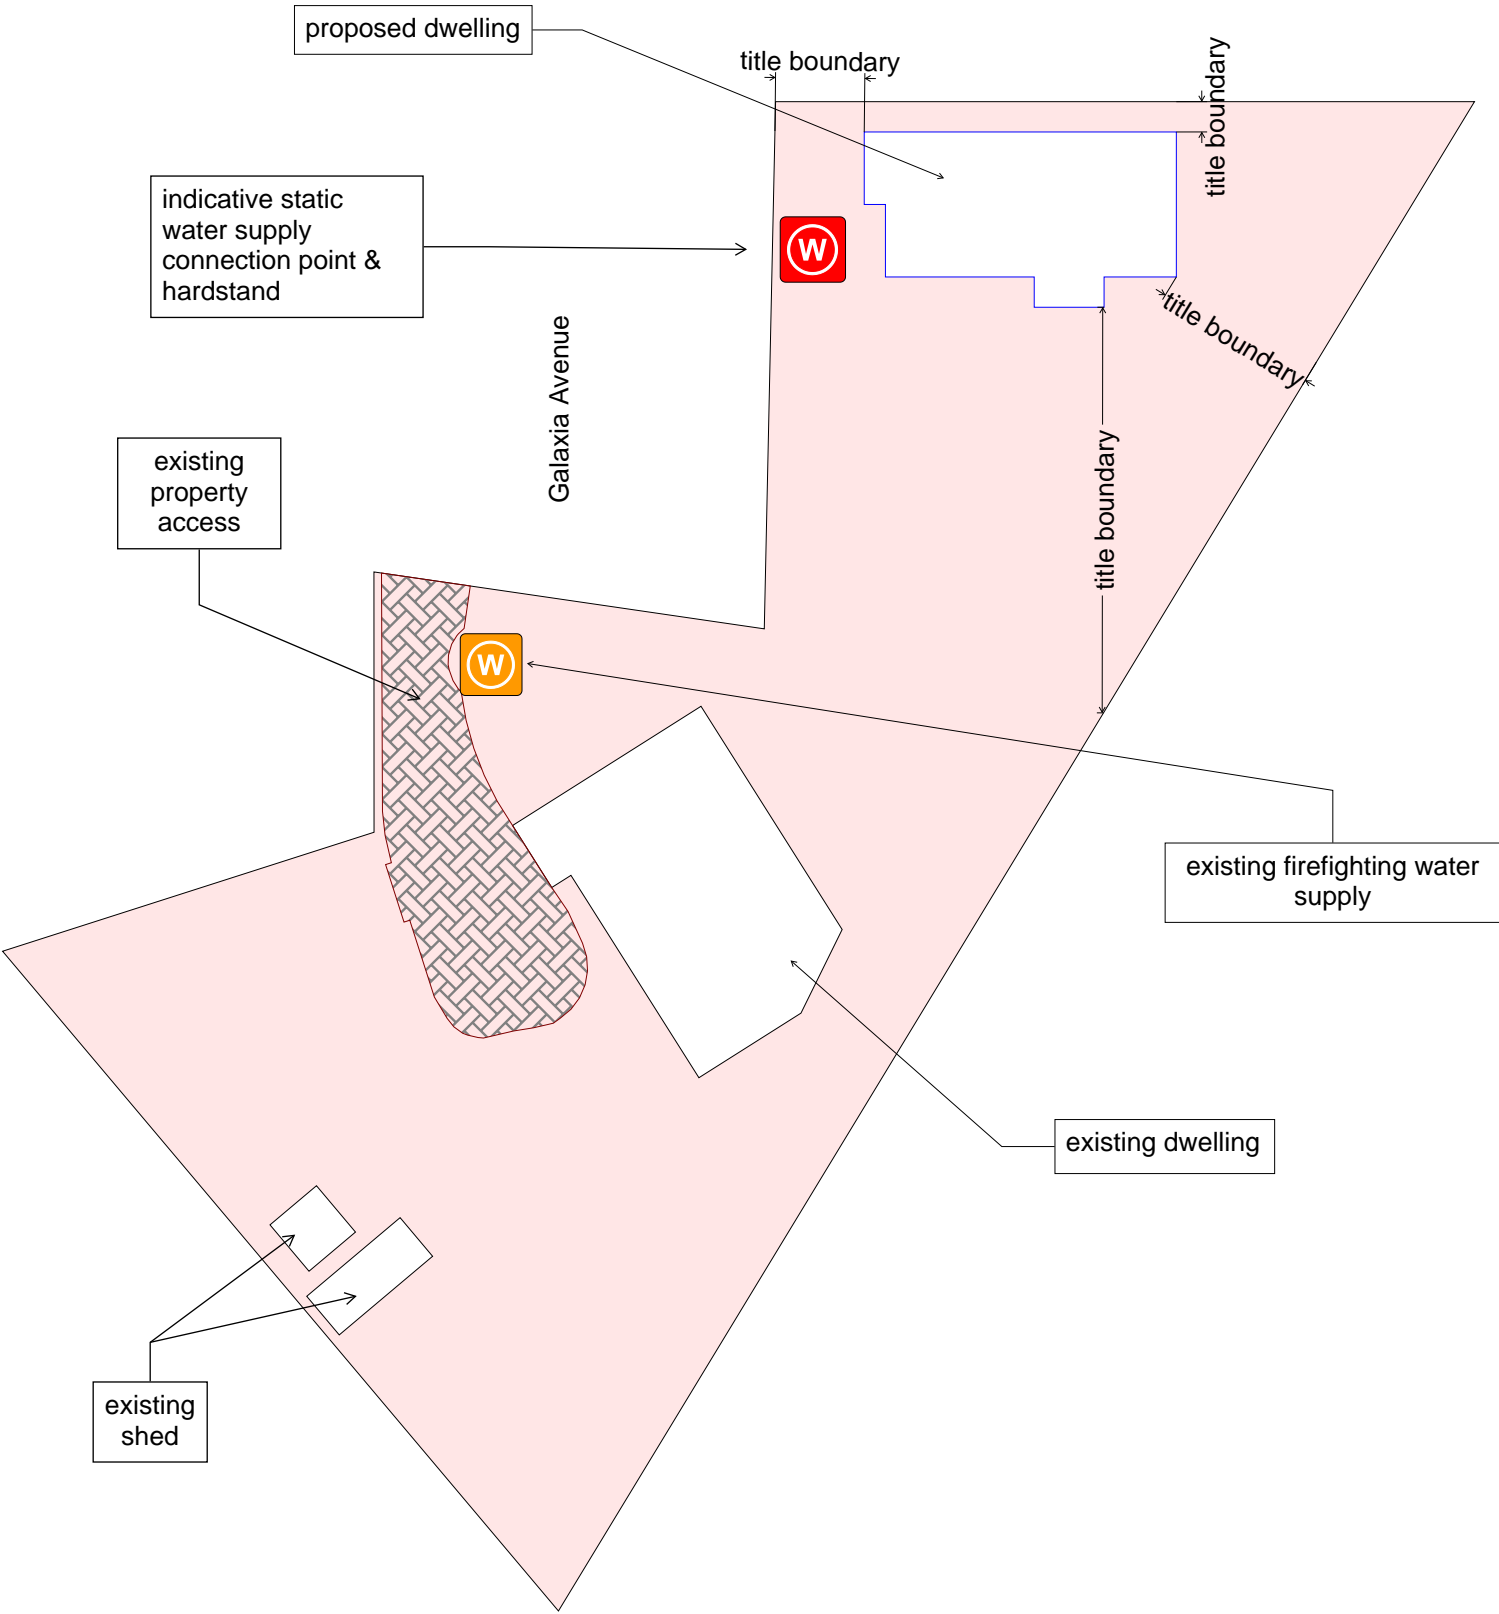 proposed dwelling
title boundary
title boundary
indicative static
water supply
connection point &
hardstand
W
title boundary
Galaxia Avenue
title boundary
existing
property
access
W
existing firefighting water
supply
existing dwelling
existing
shed